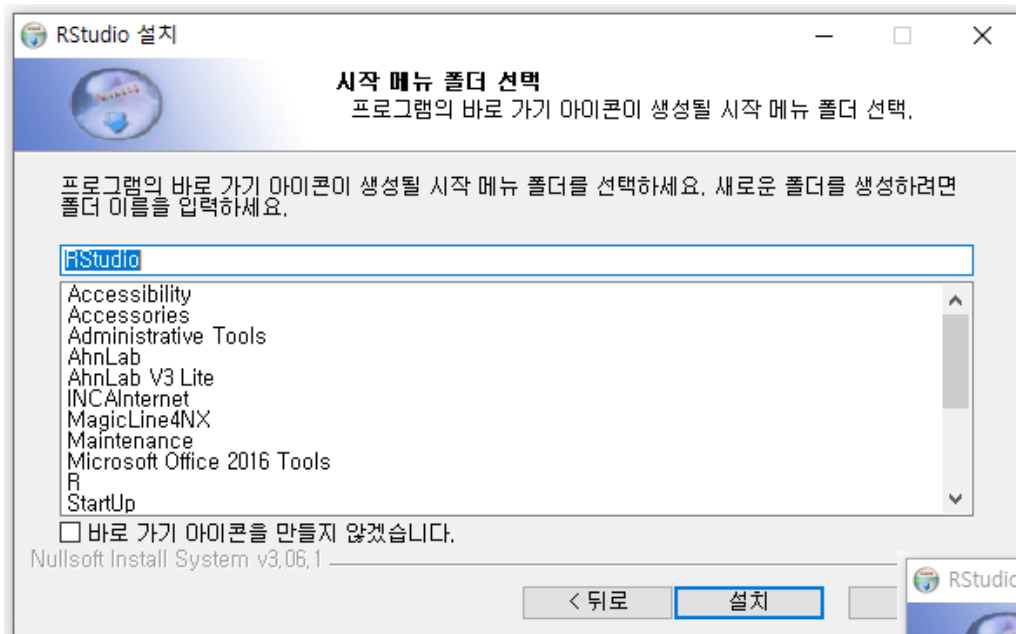 RStudio 설치
시작 메뉴 폴더 선택
프로그램의 바로 가기 아이콘이 생성될 시작 메뉴 폴더 선택.
프로그램의 바로 가기 아이콘이 생성될 시작 메뉴 폴더를 선택하세요. 새로운 폴더를 생성하려면
폴더 이름을 입력하세요.
RStudio
Accessibility
Accessories
Administrative Tools
AhnLab
AhnLab V3 Lite
INCAInternet
MagicLine4NX
Maintenance
Microsoft Office 2016 Tools
R
StartUp
바로 가기 아이콘을 만들지 않겠습니다.
Nullsoft Install System v3.06.1
< 뒤로
설치
RStudio